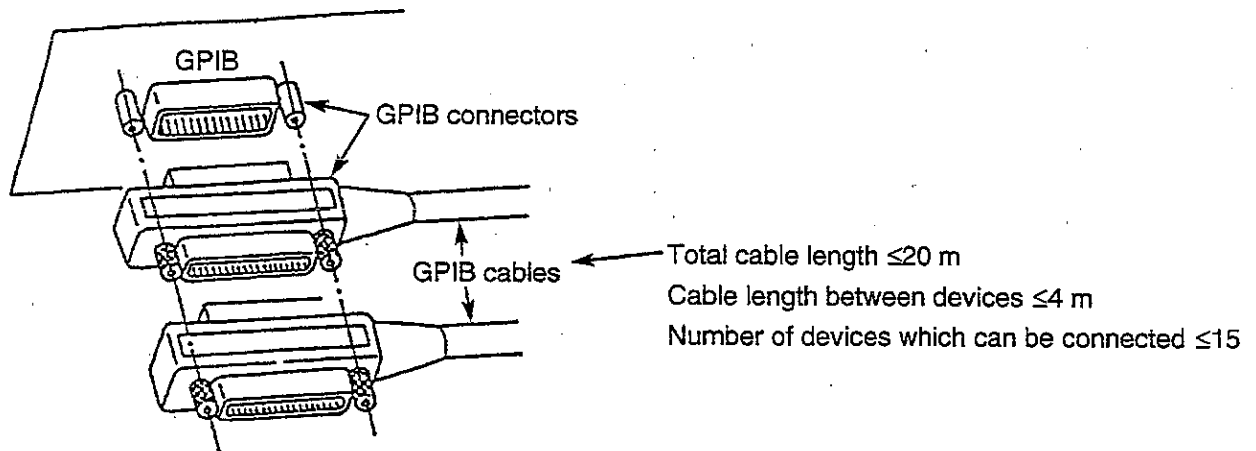 GPIB
GPIB connectors
GPIB cables
Total cable length ≤20 m
Cable length between devices ≤4 m
Number of devices which can be connected ≤15